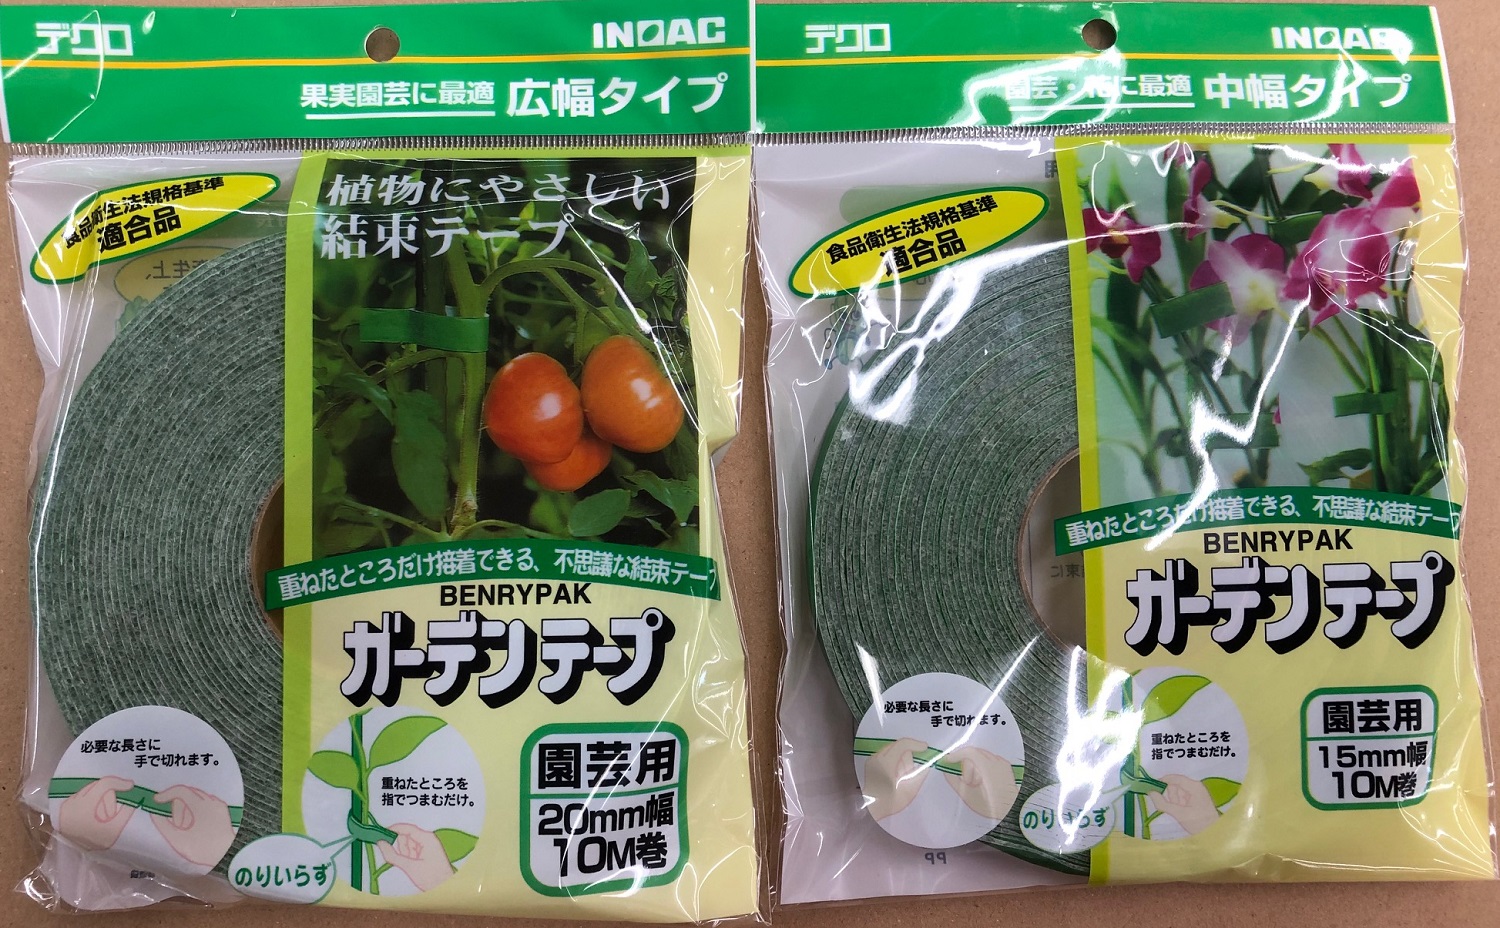 デクロ
INOAC
果実園芸に最適 広幅タイプ
食品衛生法規格基準
適合品
植物にやさしい
結束テープ
重ねたところだけ接着できる、不思議な結束テープ
BENRYPAK
ガーデンテープ
必要な長さに
手で切れます。
重ねたところを
指でつまむだけ。
のりいらず
園芸用
20mm幅
10M巻
デクロ
INOAC
園芸・花に最適 中幅タイプ
食品衛生法規格基準
適合品
重ねたところだけ接着できる、不思議な結束テープ
BENRYPAK
ガーデンテープ
必要な長さに
手で切れます。
重ねたところを
指でつまむだけ。
のりいらず
園芸用
15mm幅
10M巻